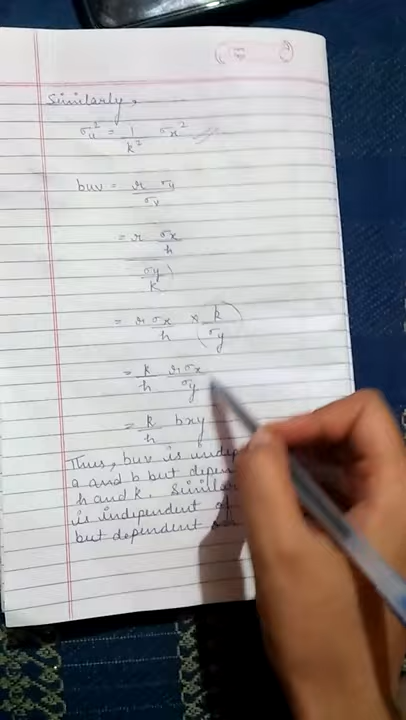 Similarly,
σu² = 1/k² σx²
buv = r σu/σv
= r (σx/h)/(σy/k)
= r σx/h × (k/σy)
= k/h r σx/σy
= k/h bxy
Thus, buv is indep
a and b but depen
h and k. Similar
is independent of
but dependent